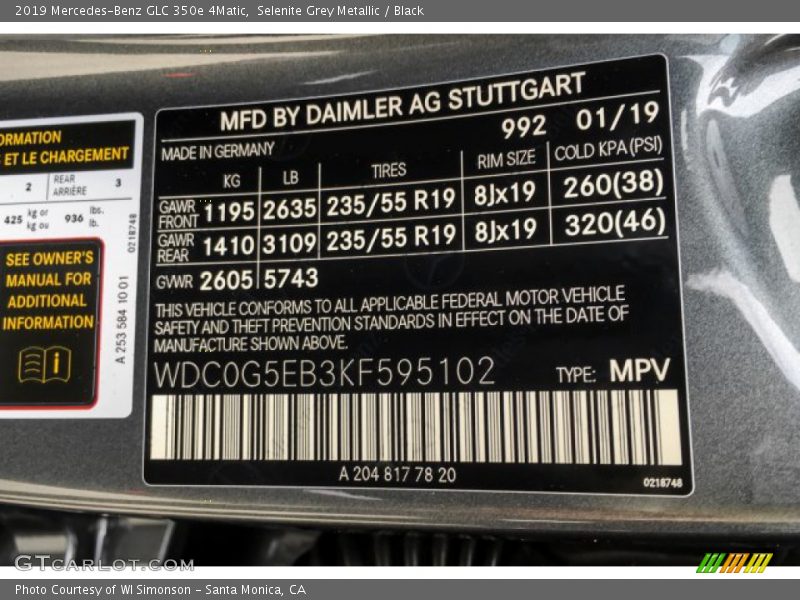 2019 Mercedes-Benz GLC 350e 4Matic, Selenite Grey Metallic / Black
ORMATION
ET LE CHARGEMENT
2 REAR ARRIÈRE 3
425 kg or kg ou 936 lbs. lb.
0218748
SEE OWNER'S
MANUAL FOR
ADDITIONAL
INFORMATION
A 253 584 10 01
MFD BY DAIMLER AG STUTTGART
992 01/19
MADE IN GERMANY
KG LB TIRES RIM SIZE COLD KPA (PSI)
GAWR FRONT 1195 2635 235/55 R19 8Jx19 260(38)
GAWR REAR 1410 3109 235/55 R19 8Jx19 320(46)
GVWR 2605 5743
THIS VEHICLE CONFORMS TO ALL APPLICABLE FEDERAL MOTOR VEHICLE
SAFETY AND THEFT PREVENTION STANDARDS IN EFFECT ON THE DATE OF
MANUFACTURE SHOWN ABOVE.
WDC0G5EB3KF595102 TYPE: MPV
A 204 817 78 20
0218748
GTCARLOT.COM
Photo Courtesy of WI Simonson - Santa Monica, CA